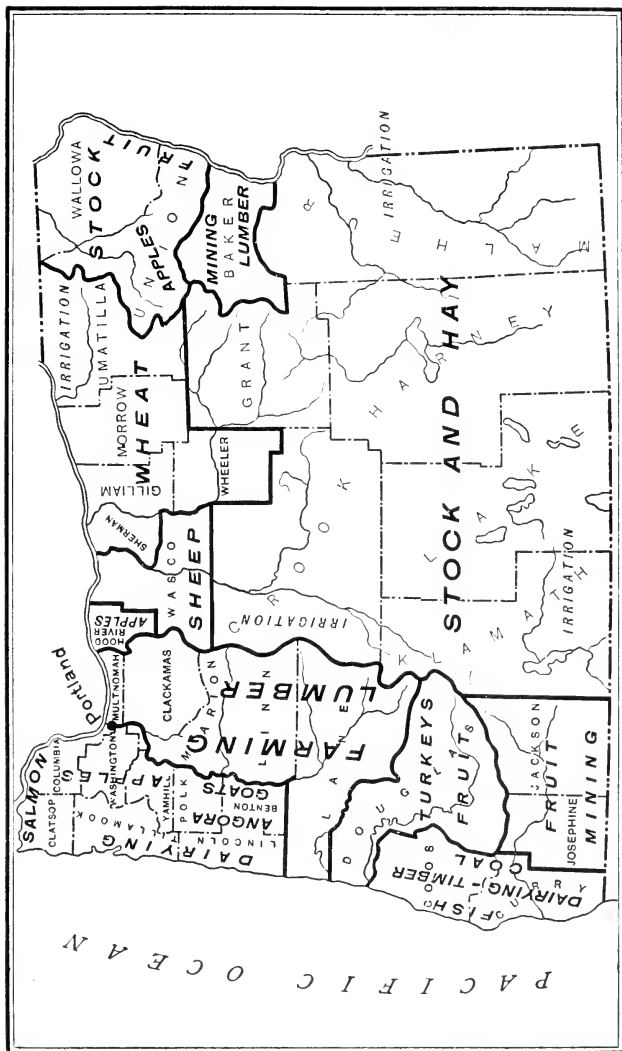 Portland
SALMON
CLATSOP
COLUMBIA
TILLAMOOK
WASHINGTON
MULTNOMAH
APPLES
YAMHILL
POLK
LINCOLN
BENTON
DAIRYING
ANGORA
GOATS
CLACKAMAS
MARION
LINN
LANE
FARMING
LUMBER
HOOD
RIVER
APPLES
WASCO
SHEEP
SHERMAN
GILLIAM
MORROW
UMATILLA
IRRIGATION
WHEAT
WHEELER
WALLOWA
STOCK
FRUIT
UNION
APPLES
MINING
BAKER
LUMBER
GRANT
CROOK
IRRIGATION
MALHEUR
IRRIGATION
HARNEY
STOCK AND HAY
LAKE
KLAMATH
IRRIGATION
DOUGLAS
TURKEYS
FRUITS
COOS
CURRY
FISH
DAIRYING-TIMBER
COAL
JACKSON
JOSEPHINE
FRUIT
MINING
PACIFIC OCEAN